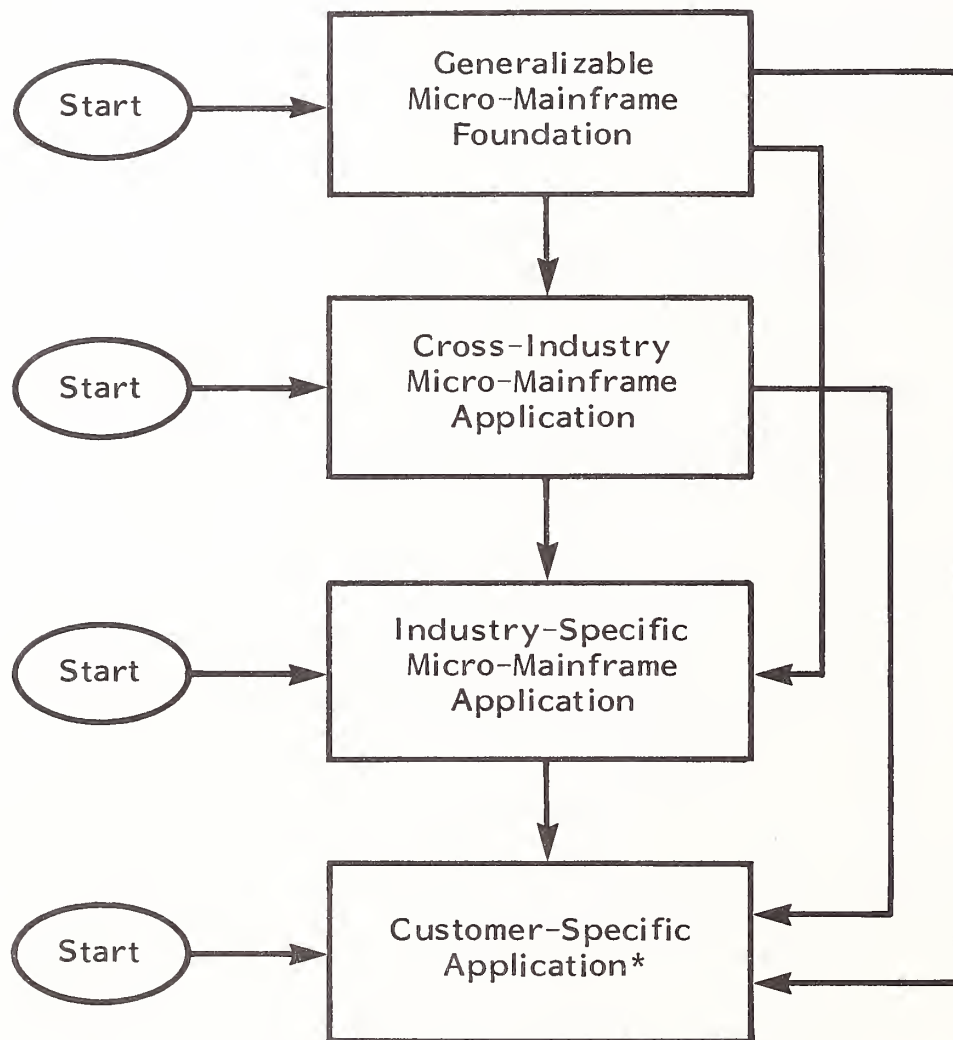 Start
Generalizable
Micro-Mainframe
Foundation
Start
Cross-Industry
Micro-Mainframe
Application
Start
Industry-Specific
Micro-Mainframe
Application
Start
Customer-Specific
Application*